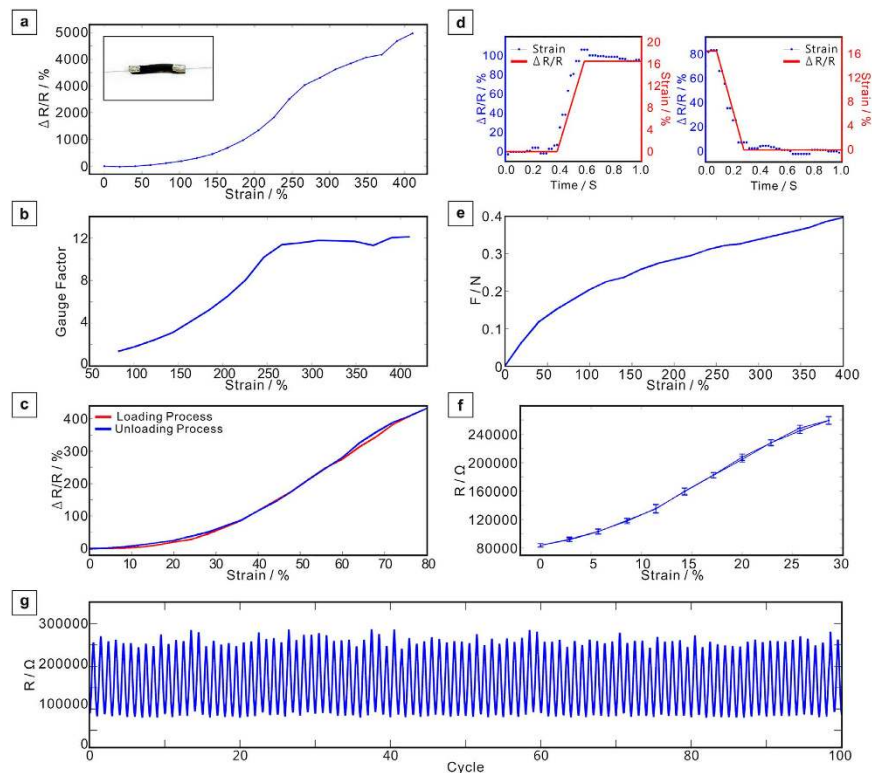 a
5000
4000
3000
2000
1000
0
Δ R/R / %
0 50 100 150 200 250 300 350 400
Strain / %
b
12
8
4
0
Gauge Factor
50 100 150 200 250 300 350 400
Strain / %
c
Loading Process
Unloading Process
400
300
200
100
0
Δ R/R / %
0 10 20 30 40 50 60 70 80
Strain / %
d
Strain
Δ R/R
100
80
60
40
20
0
Δ R/R / %
20
16
12
8
4
0
Strain / %
0.0 0.2 0.4 0.6 0.8 1.0
Time / S
Strain
Δ R/R
80
60
40
20
0
Δ R/R / %
16
12
8
4
0
Strain / %
0.0 0.2 0.4 0.6 0.8 1.0
Time / S
e
0.4
0.3
0.2
0.1
0
F / N
0 50 100 150 200 250 300 350 400
Strain / %
f
240000
200000
160000
120000
80000
R / Ω
0 5 10 15 20 25 30
Strain / %
g
300000
200000
100000
0
R / Ω
0 20 40 60 80 100
Cycle